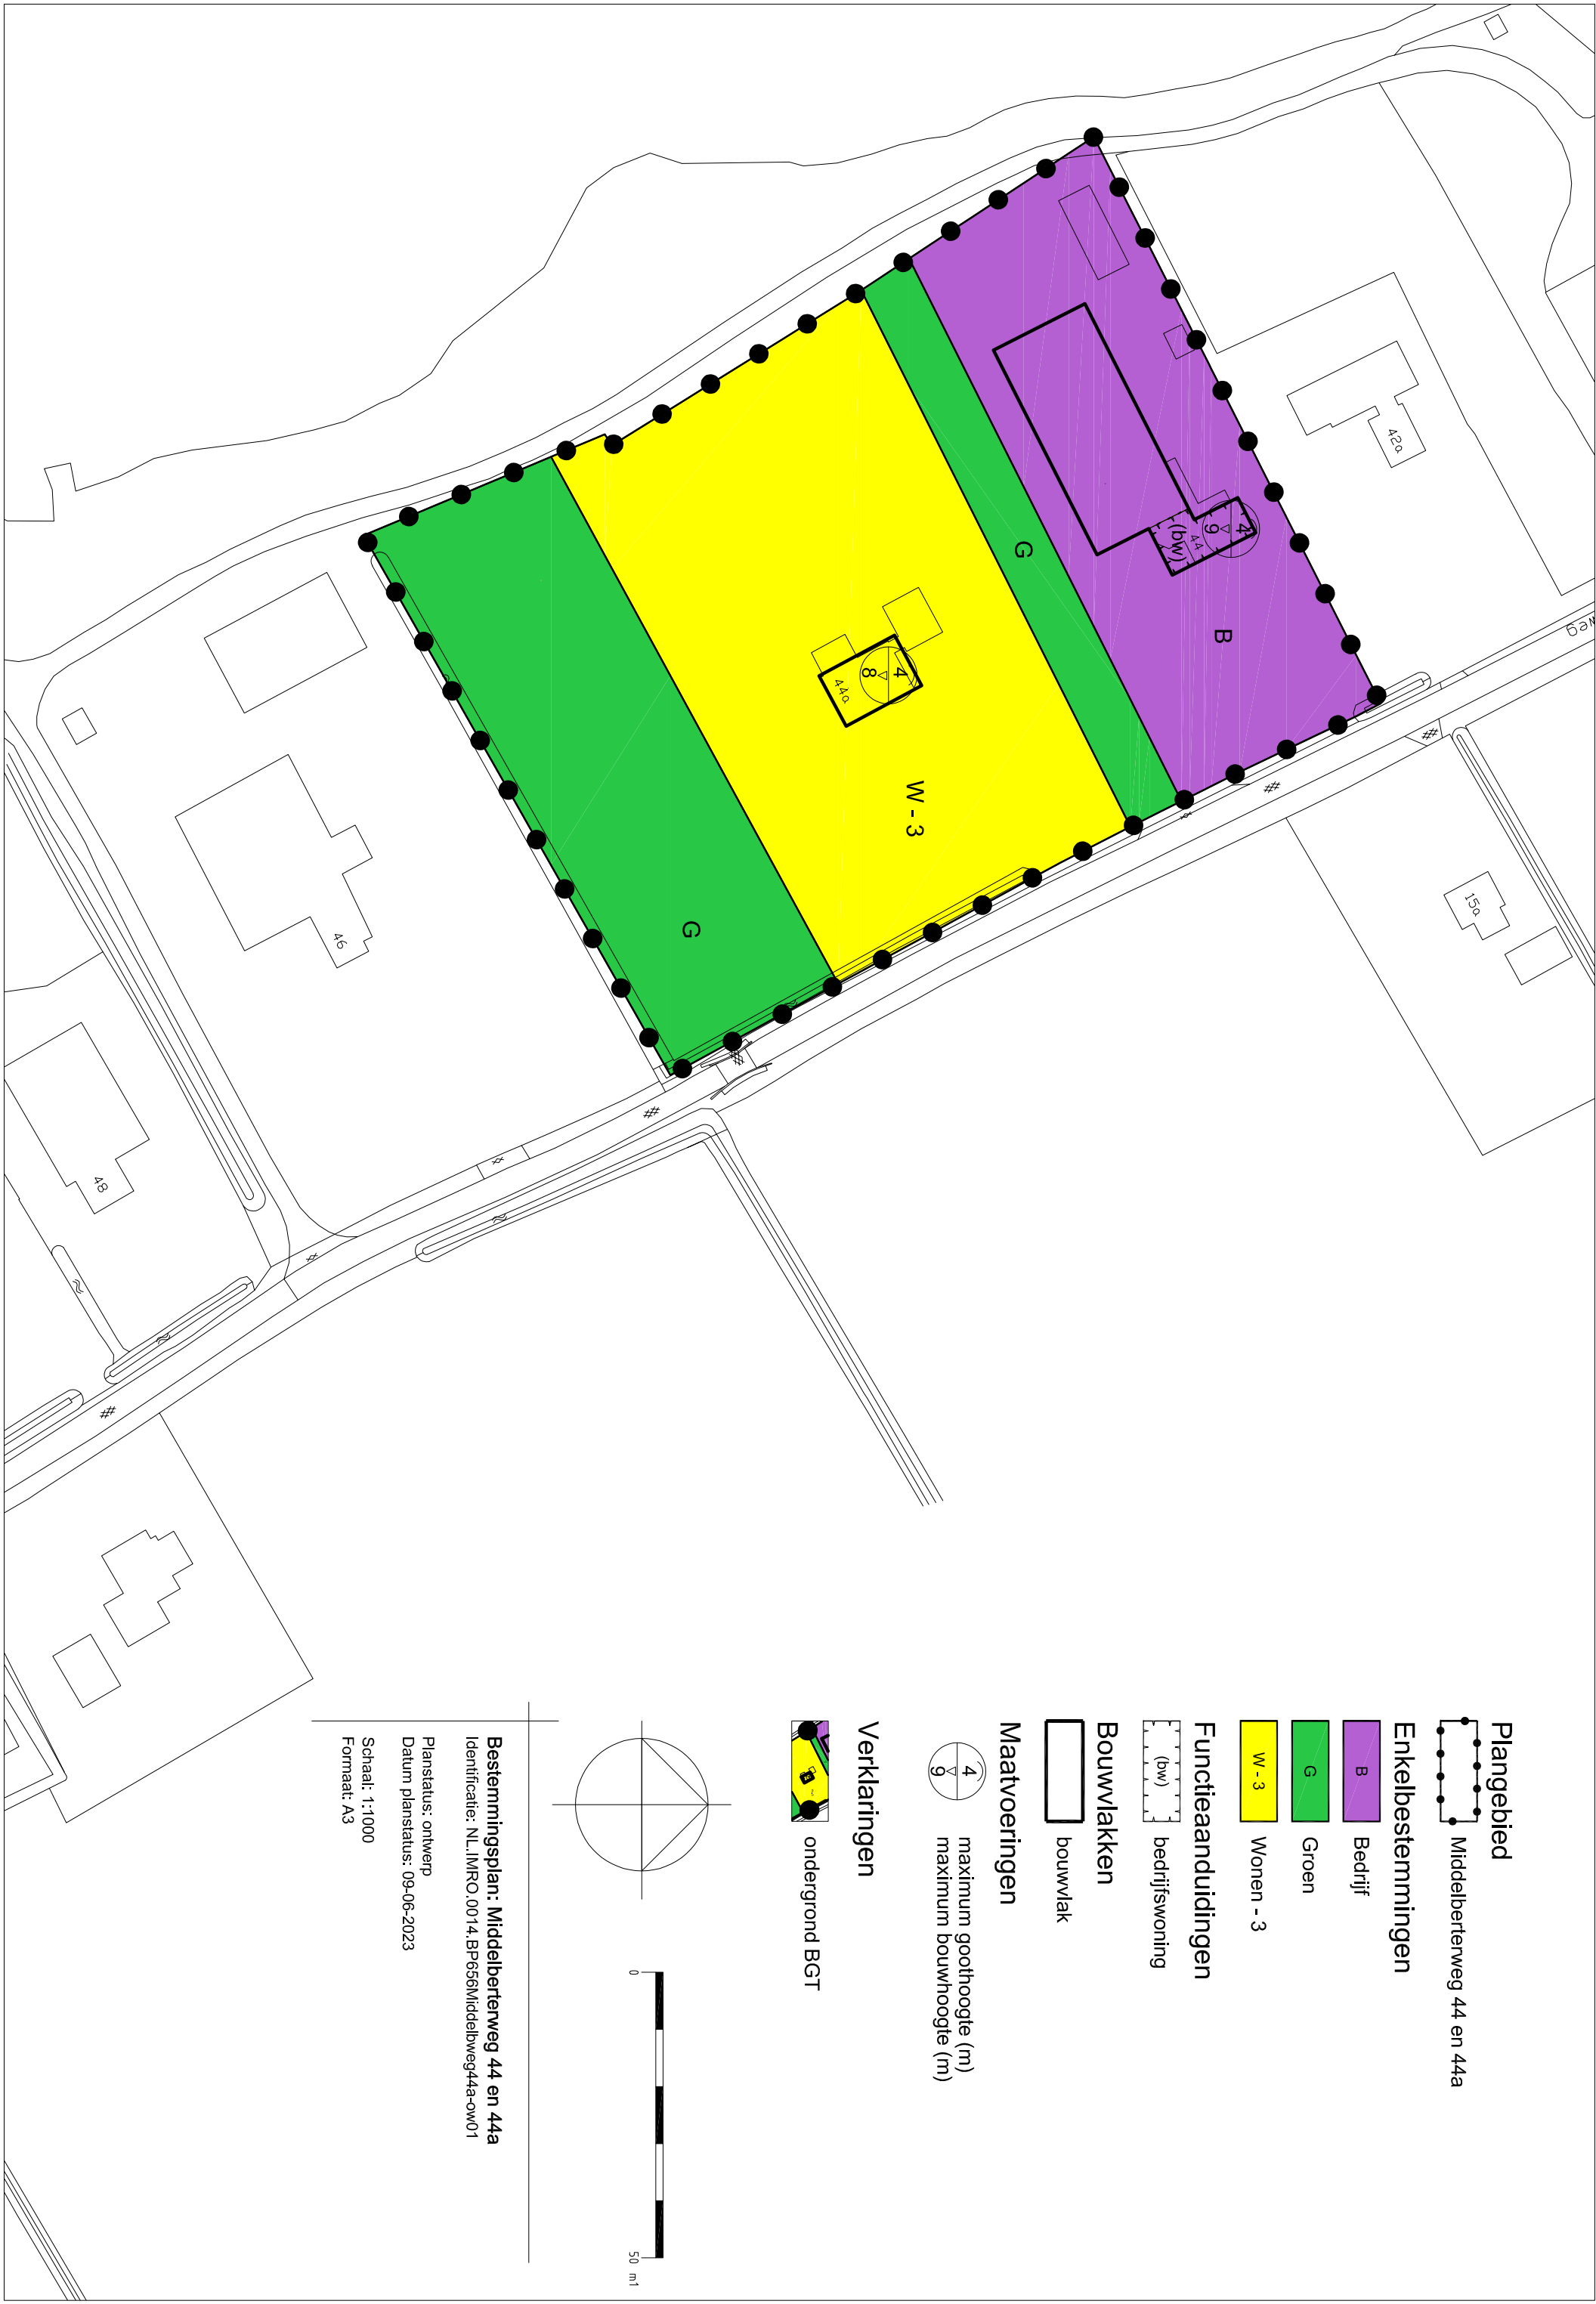 Plangebied
Middelberterweg 44 en 44a
Enkelbestemmingen
B
Bedrijf
G
Groen
W - 3
Wonen - 3
Functieaanduidingen
(bw)
bedrijfswoning
Bouwvlakken
bouwvlak
Maatvoeringen
4
9
maximum goothoogte (m)
maximum bouwhoogte (m)
Verklaringen
ondergrond BGT
0
50 m1
Bestemmingsplan: Middelberterweg 44 en 44a
Identificatie: NL.IMRO.0014.BP656Middelbweg44a-ow01
Planstatus: ontwerp
Datum planstatus: 09-06-2023
Schaal: 1:1000
Formaat: A3
weg
42a
4
9
44
(bw)
B
G
15a
4
8
44a
W - 3
G
46
48